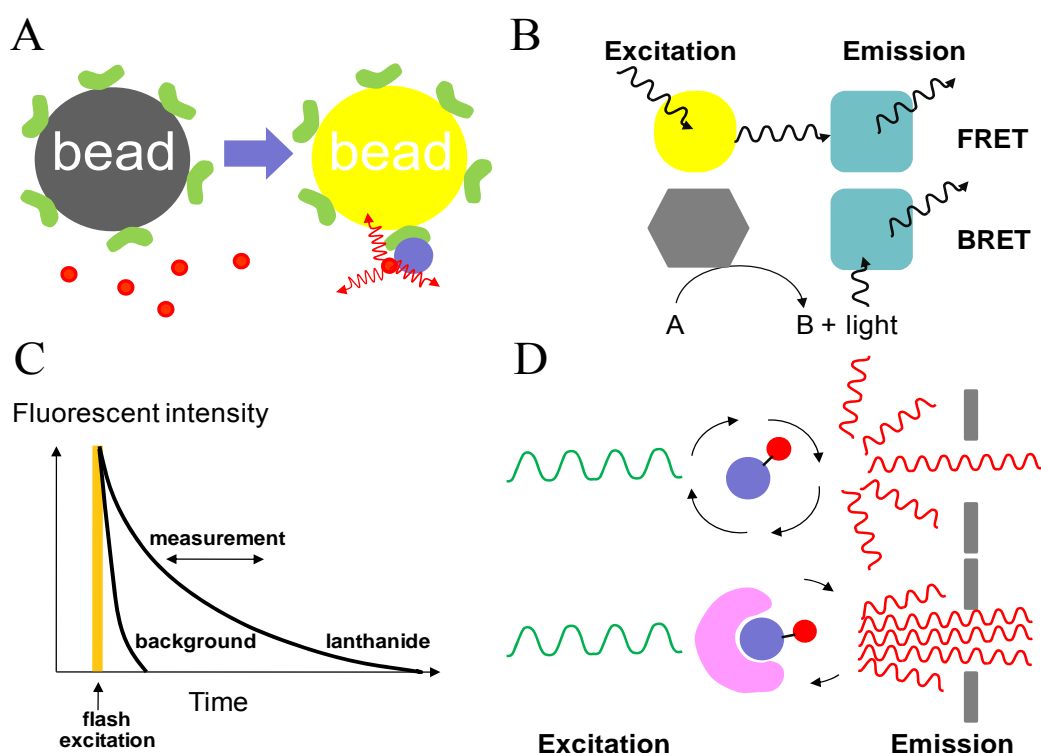 A
bead
bead
B
Excitation
Emission
FRET
BRET
A
B + light
C
Fluorescent intensity
measurement
background
lanthanide
Time
flash
excitation
D
Excitation
Emission